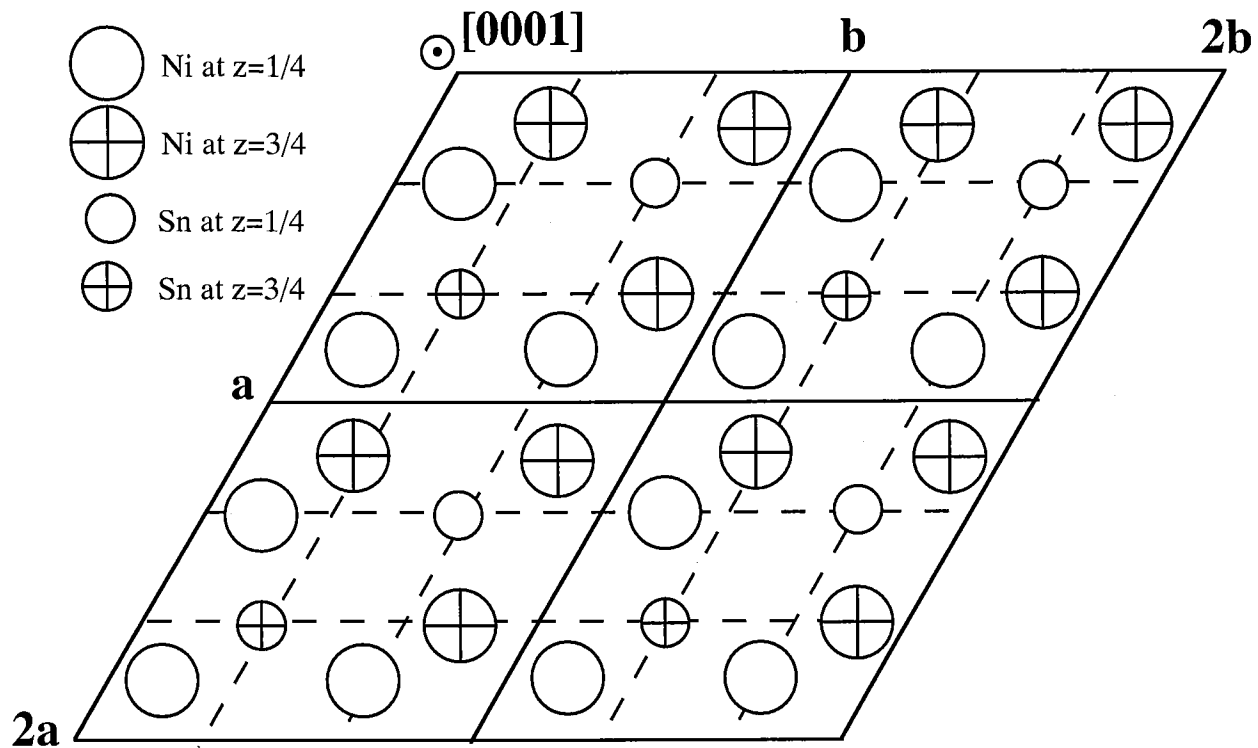 [0001]
b
2b
Ni at z=1/4
Ni at z=3/4
Sn at z=1/4
Sn at z=3/4
a
2a